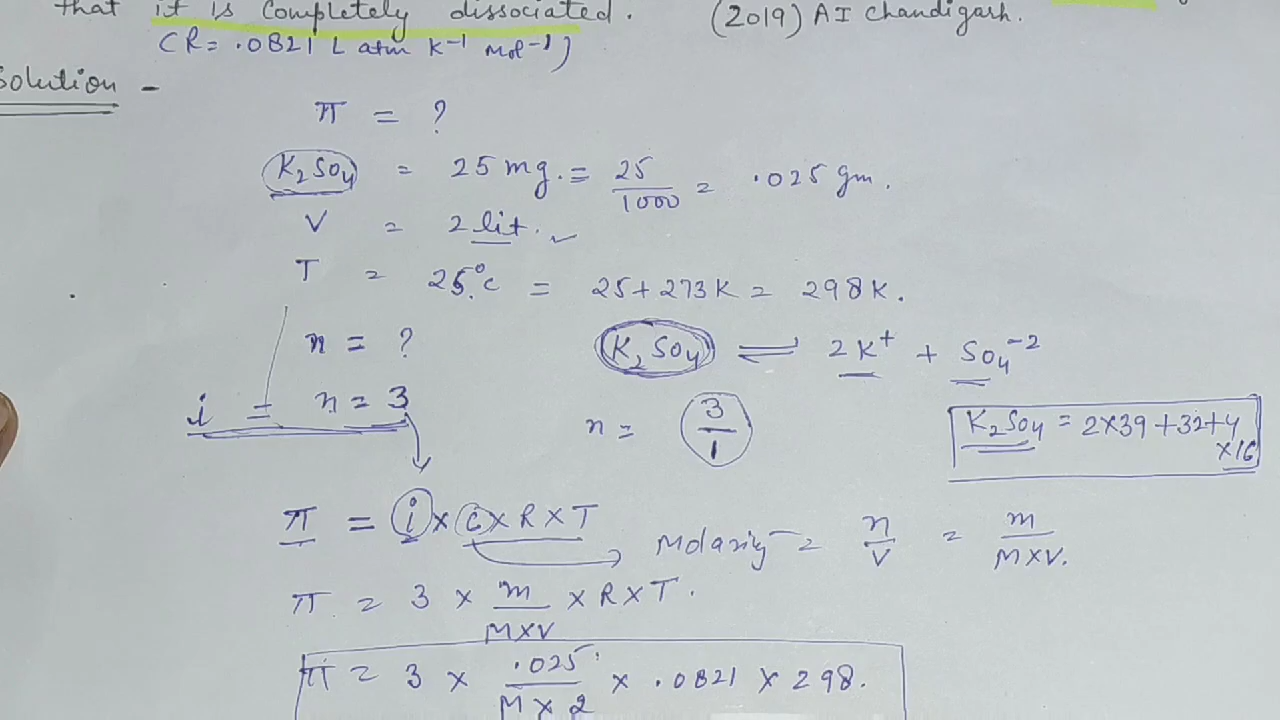 that it is completely dissociated. (2019) AI Chandigarh.
(R= .0821 L atm K⁻¹ mol⁻¹)
Solution -
π = ?
K₂SO₄ = 25 mg. = 25/1000 = .025 gm.
V = 2 lit.
T = 25°c = 25+273K = 298K.
n = ?
K₂SO₄ ⇌ 2K⁺ + SO₄⁻²
i = n = 3
n = 3/1
K₂SO₄ = 2×39+32+4
×16
π = i × c × R × T
Molarity = n/V = m/M×V.
π = 3 × m/M×V × R×T.
π = 3 × .025/M×2 × .0821 × 298.